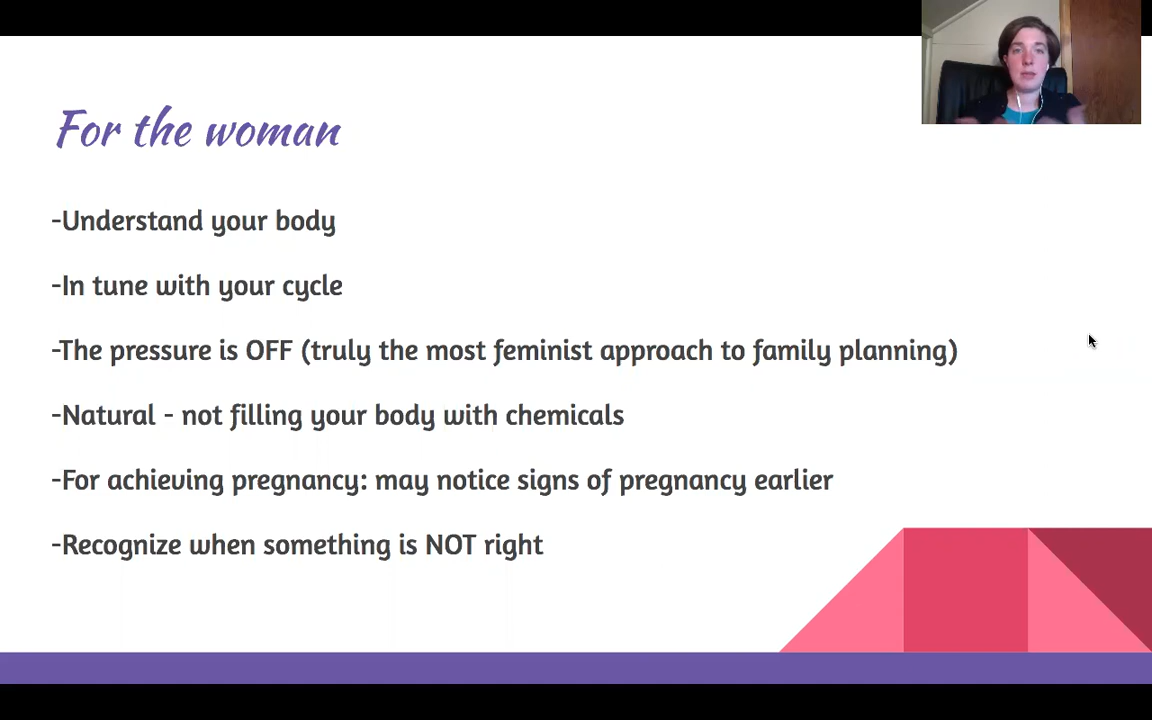 For the woman
-Understand your body
-In tune with your cycle
-The pressure is OFF (truly the most feminist approach to family planning)
-Natural - not filling your body with chemicals
-For achieving pregnancy: may notice signs of pregnancy earlier
-Recognize when something is NOT right